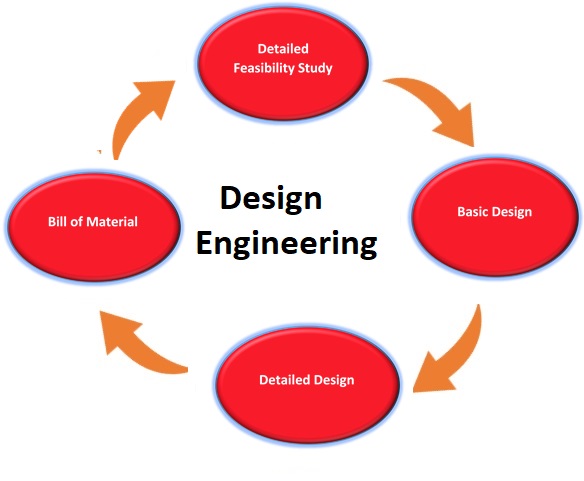 Detailed
Feasibility Study
Basic Design
Detailed Design
Bill of Material
Design
Engineering